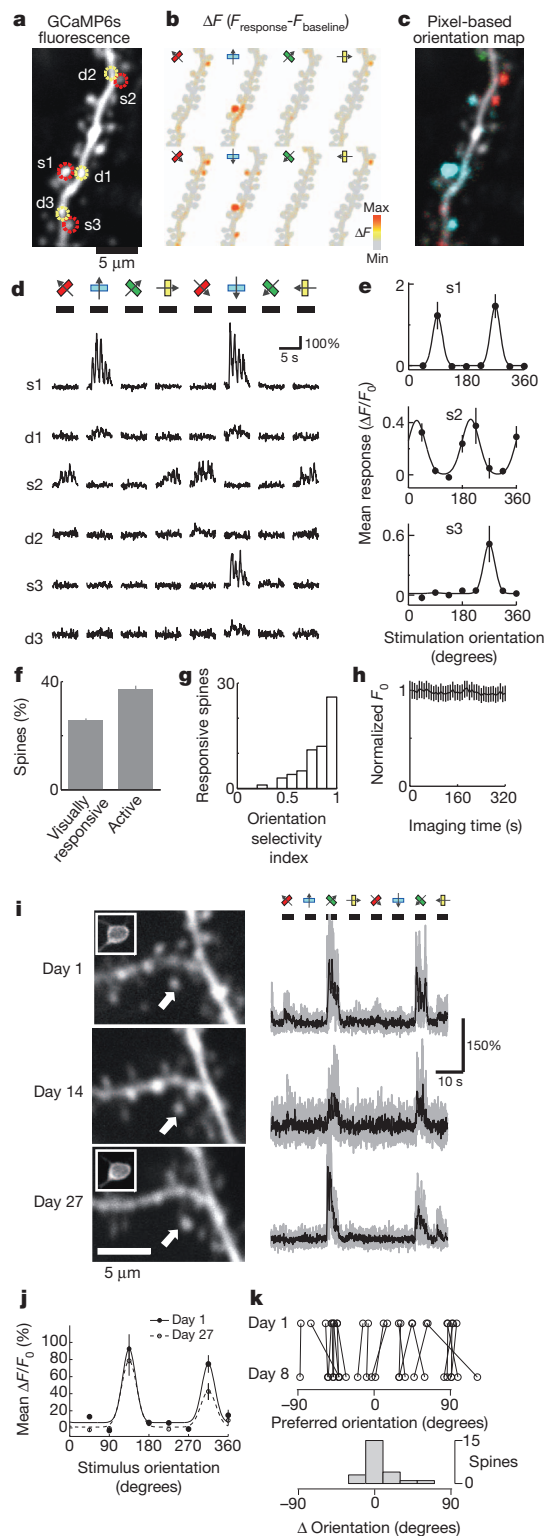 a
GCaMP6s
fluorescence
d2
s2
s1
d1
d3
s3
5 μm
b
ΔF (Fresponse-Fbaseline)
Max
ΔF
Min
c
Pixel-based
orientation map
d
5 s
100%
s1
d1
s2
d2
s3
d3
e
2
s1
0
180
360
0.4
s2
0
180
360
0.6
s3
0
0
180
360
Mean response (ΔF/F0)
Stimulation orientation
(degrees)
f
40
0
Spines (%)
Visually
responsive
Active
g
30
0
Responsive spines
0
0.5
1
Orientation
selectivity
index
h
1
0
Normalized F0
0
160
320
Imaging time (s)
i
Day 1
Day 14
Day 27
5 μm
150%
10 s
j
Day 1
Day 27
100
80
60
40
20
0
Mean ΔF/F0 (%)
0
90
180
270
360
Stimulus orientation
(degrees)
k
Day 1
Day 8
−90
0
90
Preferred orientation (degrees)
15
Spines
0
−90
0
90
Δ Orientation (degrees)